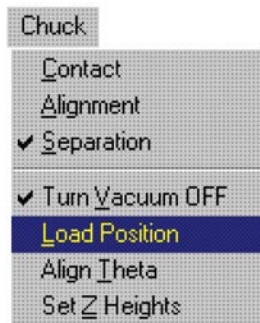 Chuck
Contact
Alignment
✔ Separation
✔ Turn Vacuum OFF
Load Position
Align Theta
Set Z Heights